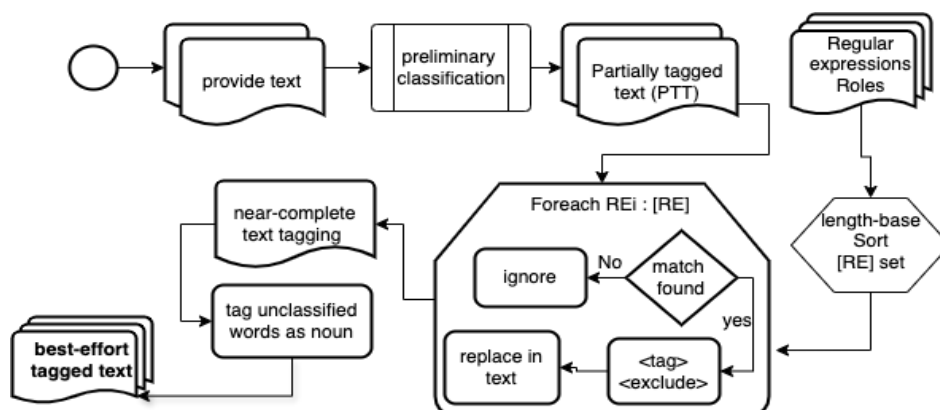 provide text
preliminary
classification
Partially tagged
text (PTT)
Regular
expressions
Roles
length-base
Sort
[RE] set
Foreach REi : [RE]
match
found
No
ignore
yes
<tag>
<exclude>
replace in
text
near-complete
text tagging
tag unclassified
words as noun
best-effort
tagged text